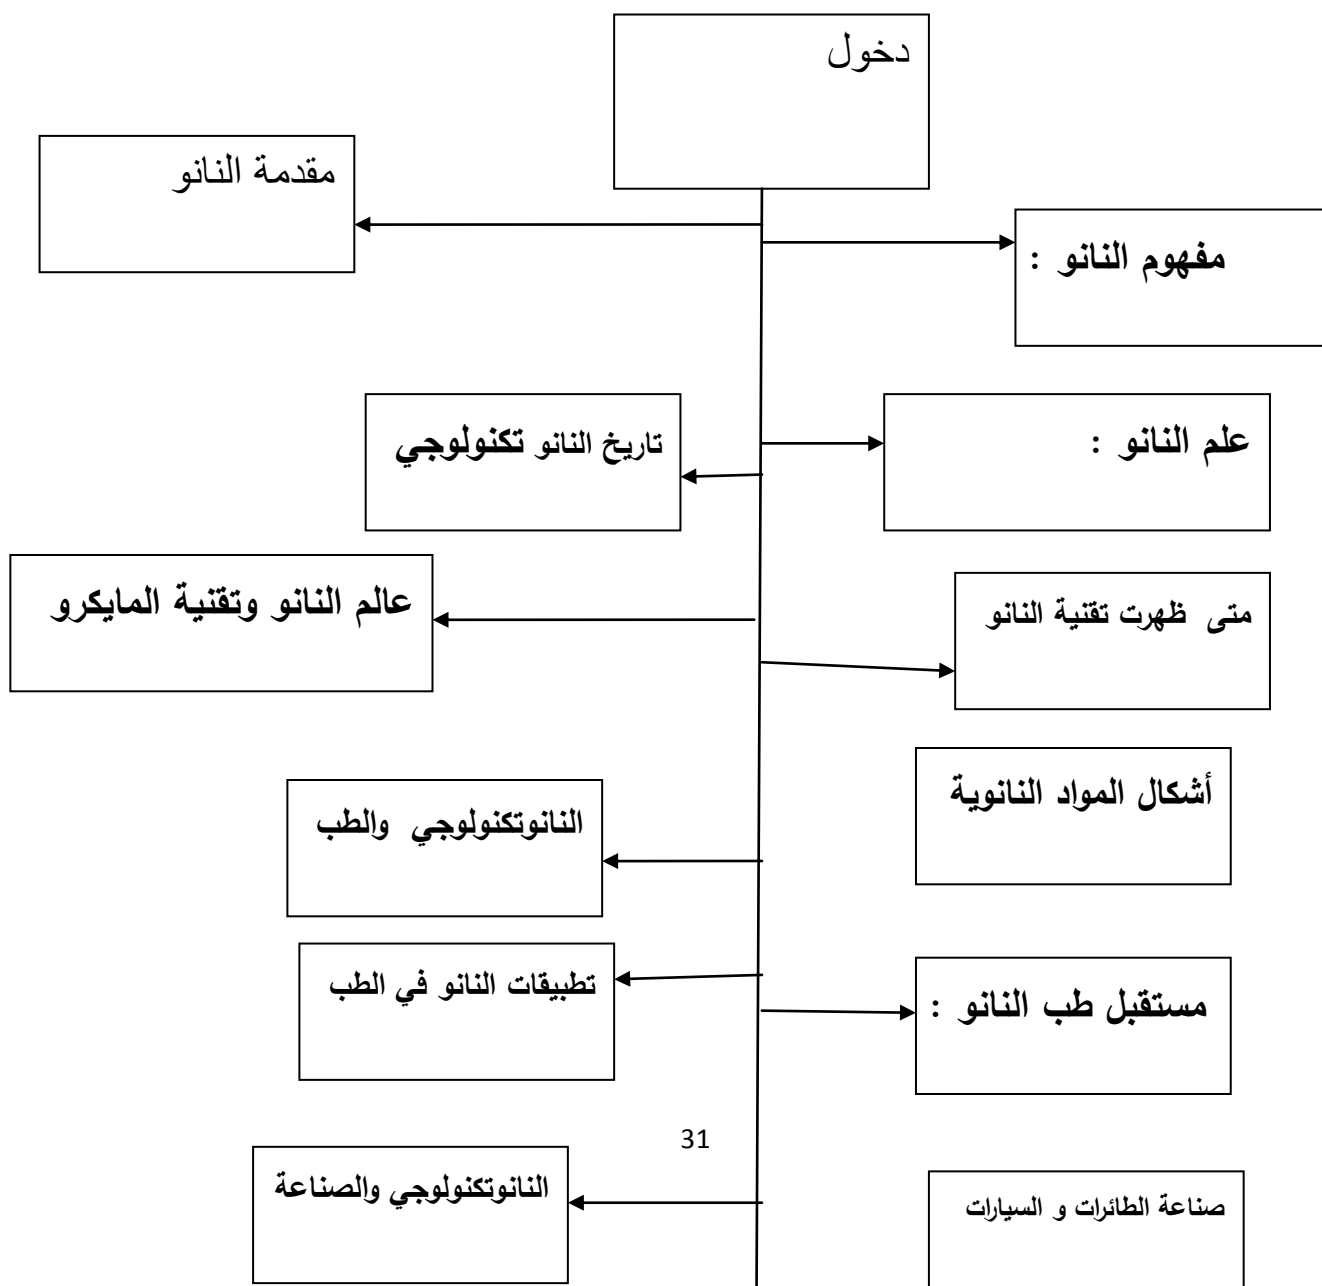 دخول
مقدمة النانو
مفهوم النانو :
علم النانو :
تاريخ النانو تكنولوجي
متى ظهرت تقنية النانو
عالم النانو وتقنية المايكرو
أشكال المواد النانوية
النانوتكنولوجي والطب
مستقبل طب النانو :
تطبيقات النانو في الطب
31
صناعة الطائرات و السيارات
النانوتكنولوجي والصناعة